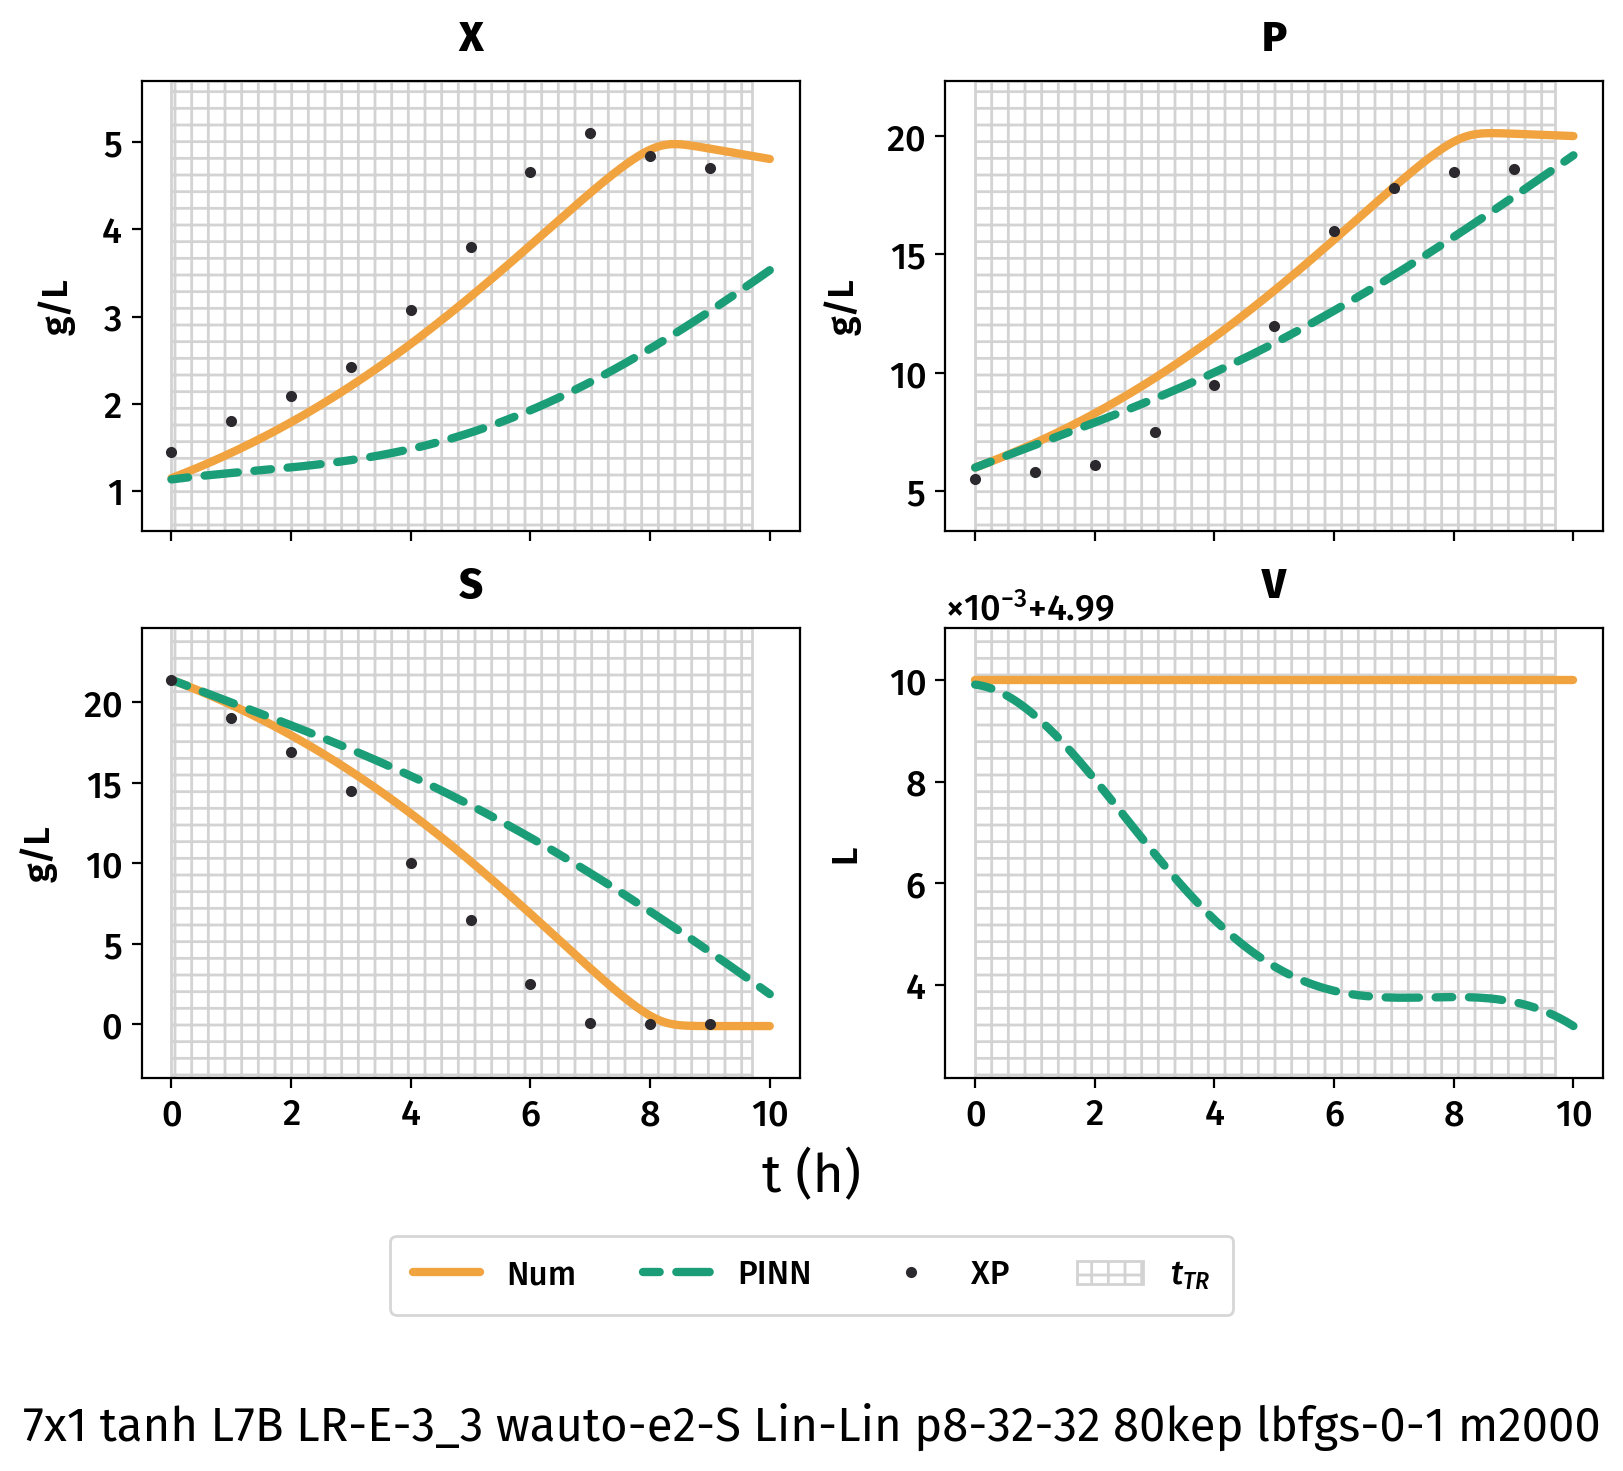 X
P
5
4
3
2
1
g/L
20
15
10
5
g/L
S
V
×10⁻³+4.99
20
15
10
5
0
g/L
10
8
6
4
L
0 2 4 6 8 10
0 2 4 6 8 10
t (h)
Num PINN XP t_TR
7x1 tanh L7B LR-E-3_3 wauto-e2-S Lin-Lin p8-32-32 80kep lbfgs-0-1 m2000